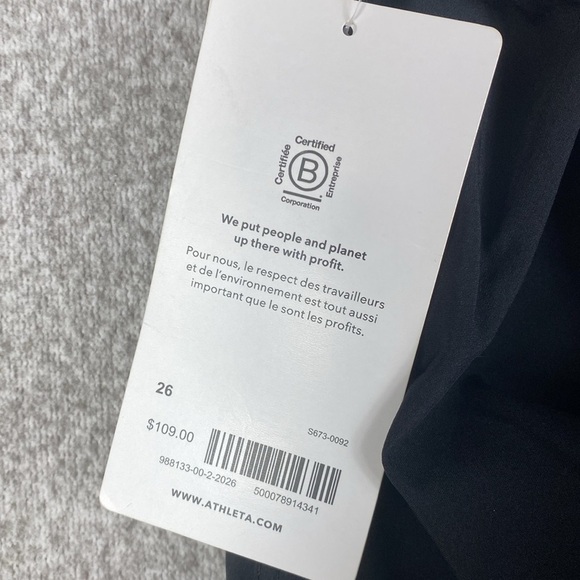 Certified
Certifiée
B
Entreprise
Corporation
We put people and planet
up there with profit.
Pour nous, le respect des travailleurs
et de l'environnement est tout aussi
important que le sont les profits.
26
$109.00
S673-0092
988133-00-2-2026
500078914341
WWW.ATHLETA.COM